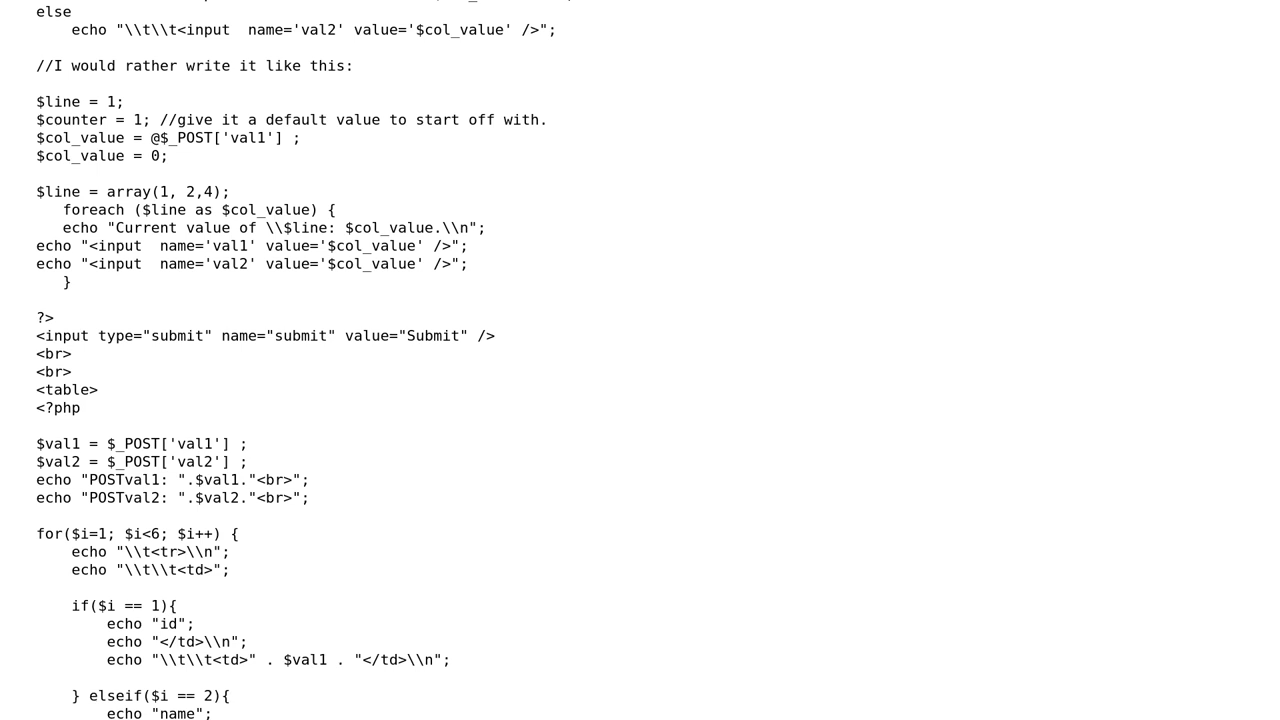 else
    echo "\\t\\t<input  name='val2' value='$col_value' />";

//I would rather write it like this:

$line = 1;
$counter = 1; //give it a default value to start off with.
$col_value = @$_POST['val1'] ;
$col_value = 0;

$line = array(1, 2,4);
   foreach ($line as $col_value) {
   echo "Current value of \\$line: $col_value.\\n";
echo "<input  name='val1' value='$col_value' />";
echo "<input  name='val2' value='$col_value' />";
   }

?>
<input type="submit" name="submit" value="Submit" />
<br>
<br>
<table>
<?php

$val1 = $_POST['val1'] ;
$val2 = $_POST['val2'] ;
echo "POSTval1: ".$val1."<br>";
echo "POSTval2: ".$val2."<br>";

for($i=1; $i<6; $i++) {
    echo "\\t<tr>\\n";
    echo "\\t\\t<td>";

    if($i == 1){
        echo "id";
        echo "</td>\\n";
        echo "\\t\\t<td>" . $val1 . "</td>\\n";

    } elseif($i == 2){
        echo "name";